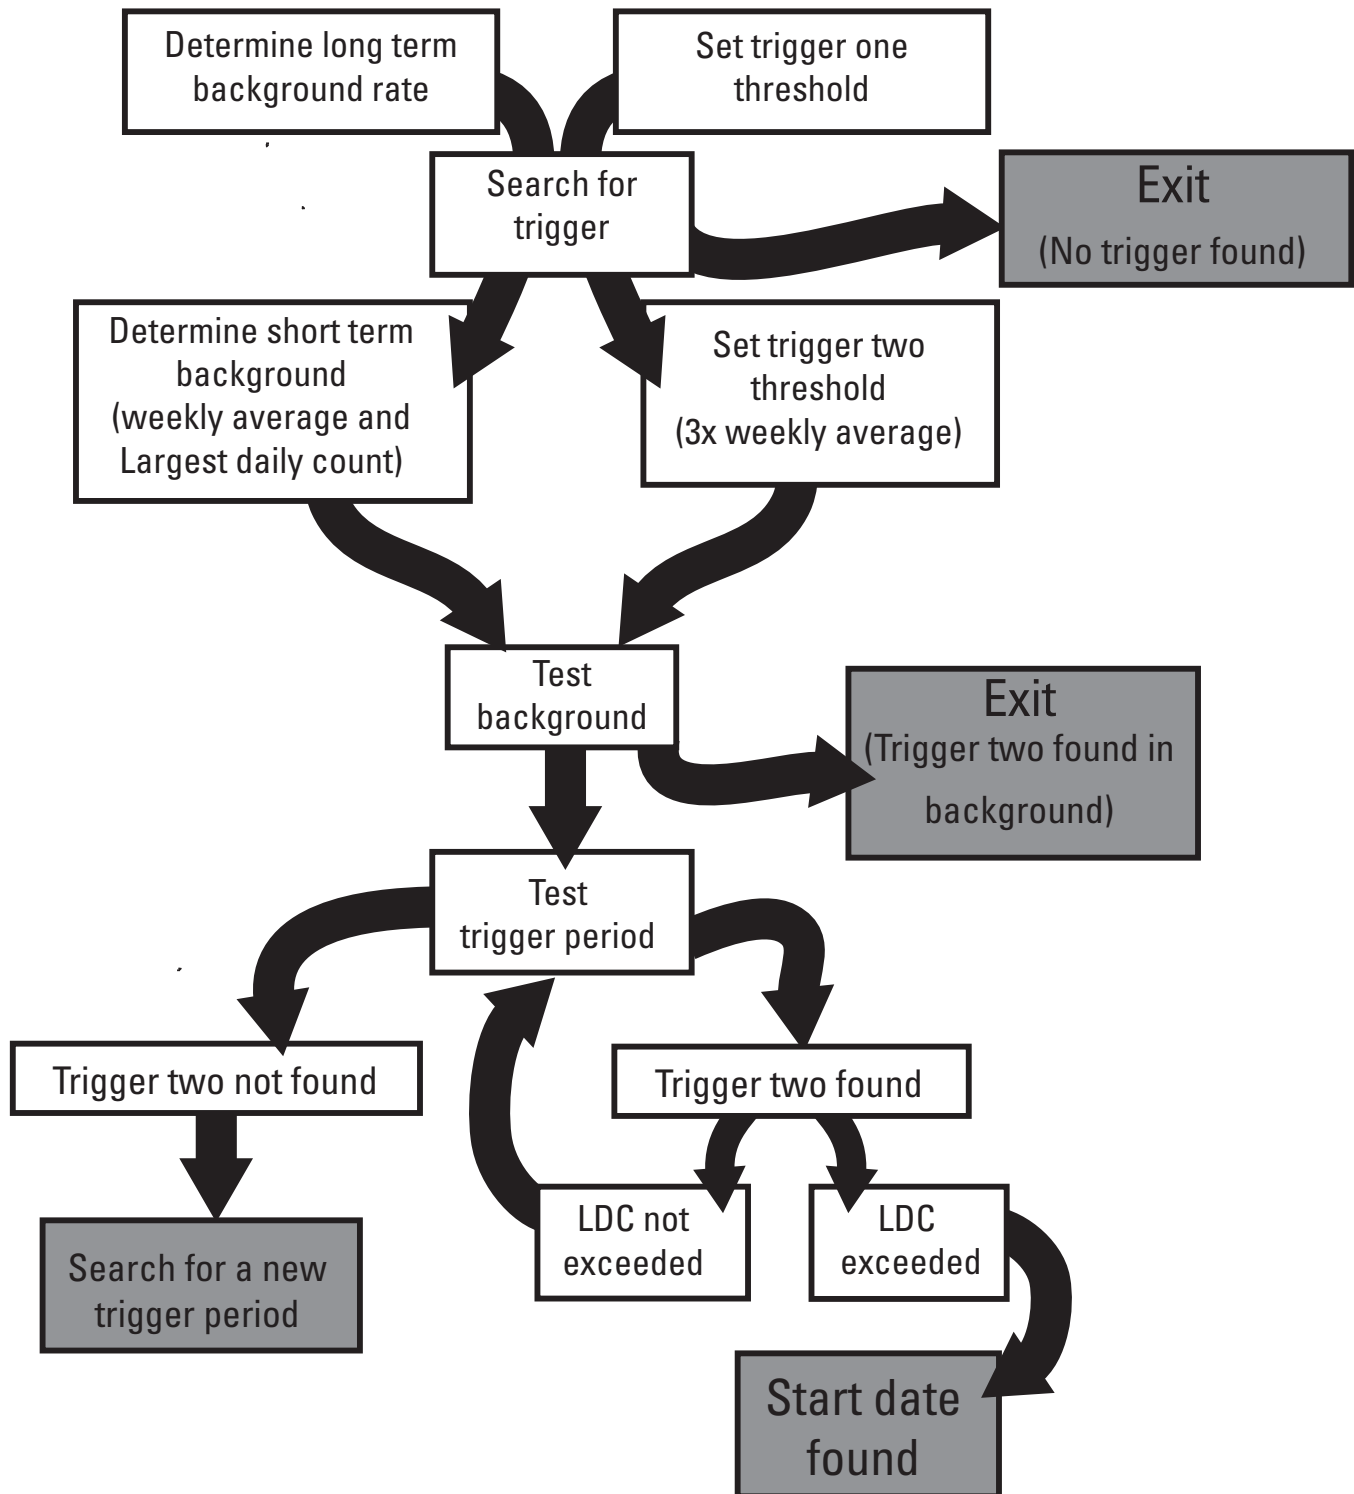 Determine long term
background rate
Set trigger one
threshold
Search for
trigger
Exit
(No trigger found)
Determine short term
background
(weekly average and
Largest daily count)
Set trigger two
threshold
(3x weekly average)
Test
background
Exit
(Trigger two found in
background)
Test
trigger period
Trigger two not found
Trigger two found
LDC not
exceeded
LDC
exceeded
Search for a new
trigger period
Start date
found